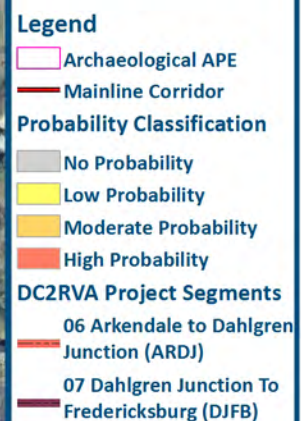 Legend
Archaeological APE
Mainline Corridor
Probability Classification
No Probability
Low Probability
Moderate Probability
High Probability
DC2RVA Project Segments
06 Arkendale to Dahlgren
Junction (ARDJ)
07 Dahlgren Junction To
Fredericksburg (DJFB)